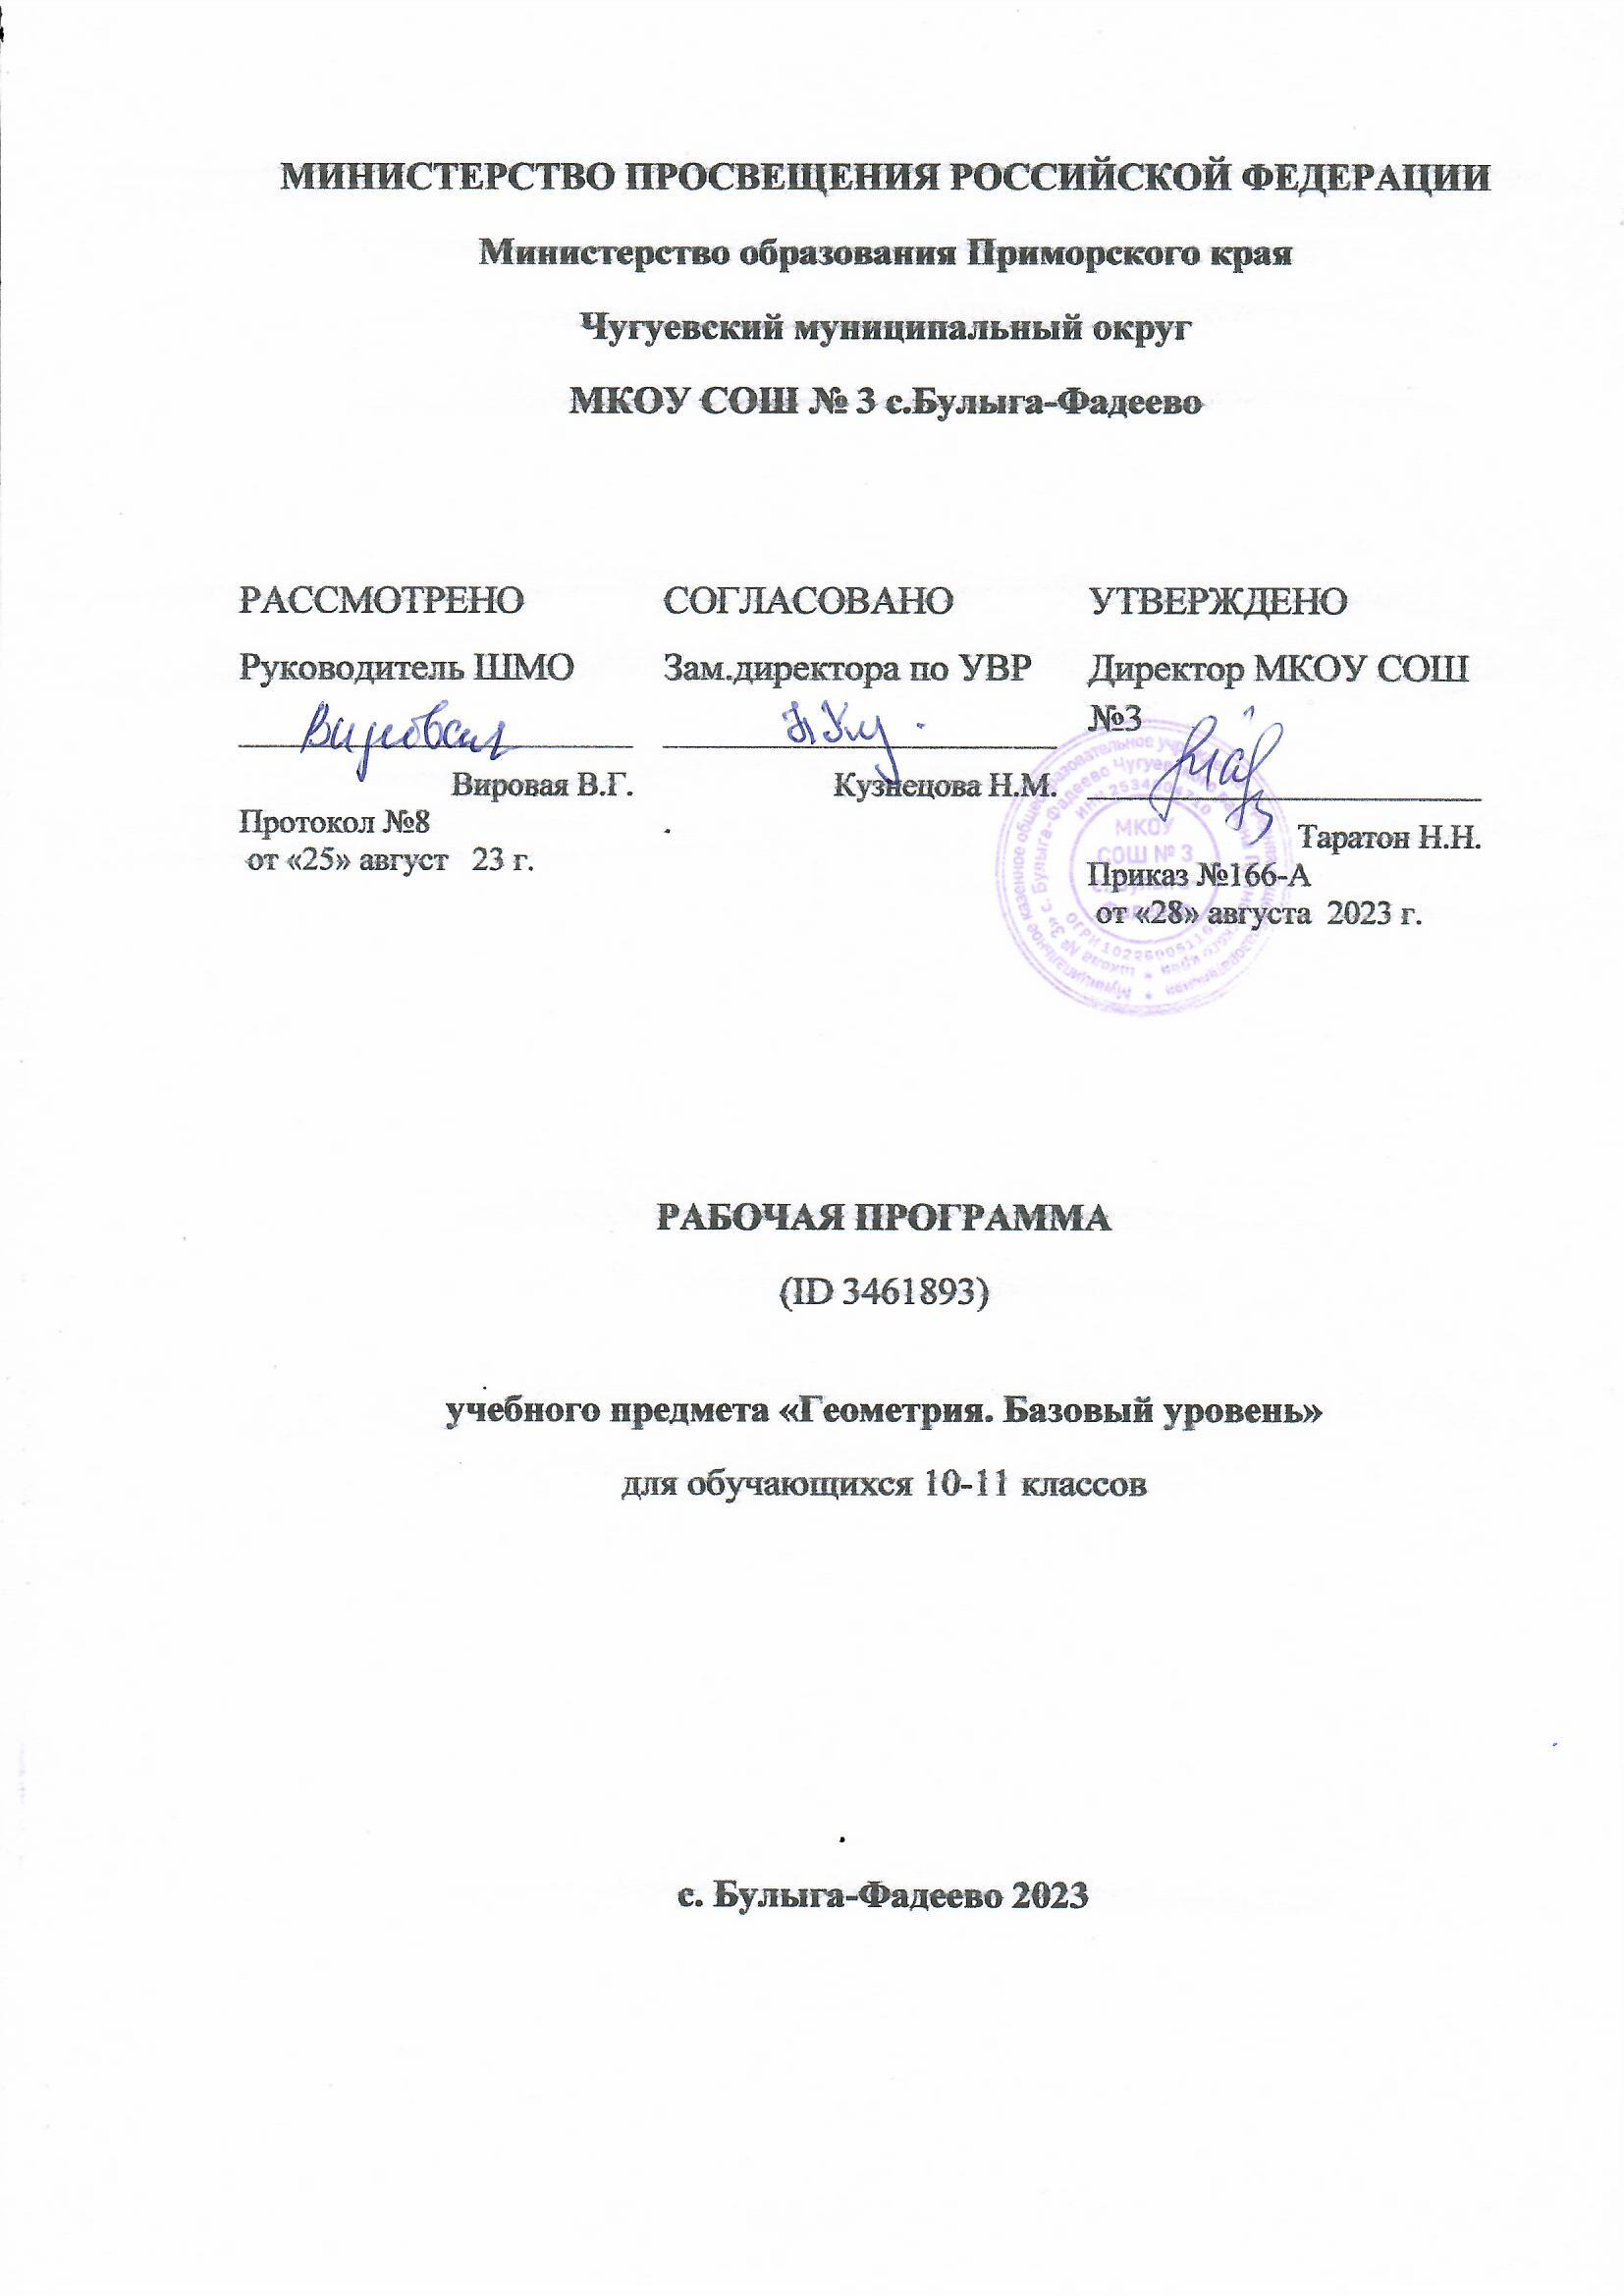 МИНИСТЕРСТВО ПРОСВЕЩЕНИЯ РОССИЙСКОЙ ФЕДЕРАЦИИ
Министерство образования Приморского края
Чугуевский муниципальный округ
МКОУ СОШ № 3 с.Булыга-Фадеево
РАССМОТРЕНО
Руководитель ШМО
Вировая
Вировая В.Г.
Протокол №8
от «25» август 23 г.
СОГЛАСОВАНО
Зам.директора по УВР
Кузнецова Н.М.
УТВЕРЖДЕНО
Директор МКОУ СОШ
№3
Таратон Н.Н.
Приказ №166-А
от «28» августа 2023 г.
МКОУ
СОШ № 3
РАБОЧАЯ ПРОГРАММА
(ID 3461893)
учебного предмета «Геометрия. Базовый уровень»
для обучающихся 10-11 классов
с. Булыга-Фадеево 2023